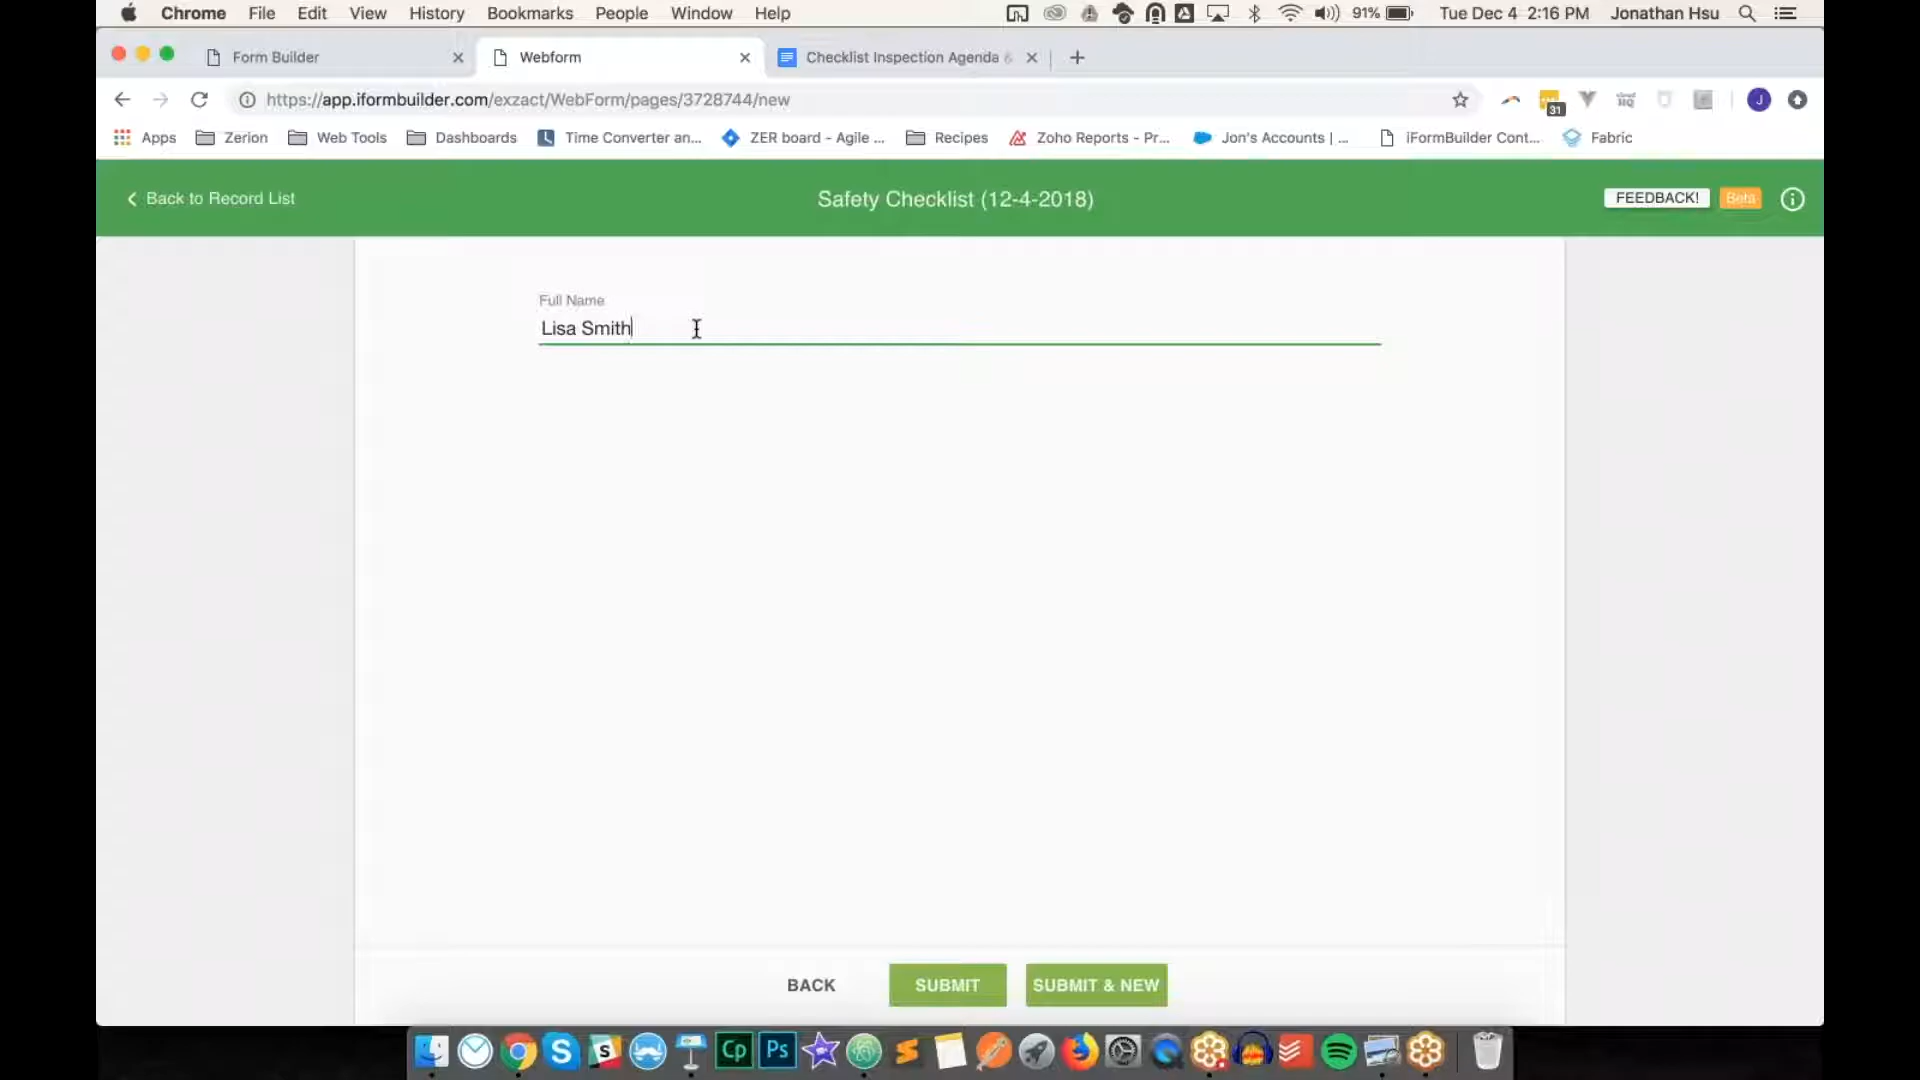 Chrome File Edit View History Bookmarks People Window Help 91% Tue Dec 4 2:16 PM Jonathan Hsu
Form Builder Webform Checklist Inspection Agenda
https://app.iformbuilder.com/exzact/WebForm/pages/3728744/new 31 J
Apps Zerion Web Tools Dashboards Time Converter an... ZER board - Agile ... Recipes Zoho Reports - Pr... Jon's Accounts | ... iFormBuilder Cont... Fabric
Back to Record List Safety Checklist (12-4-2018) FEEDBACK! Beta
Full Name
Lisa Smith
BACK SUBMIT SUBMIT & NEW
S S Cp Ps